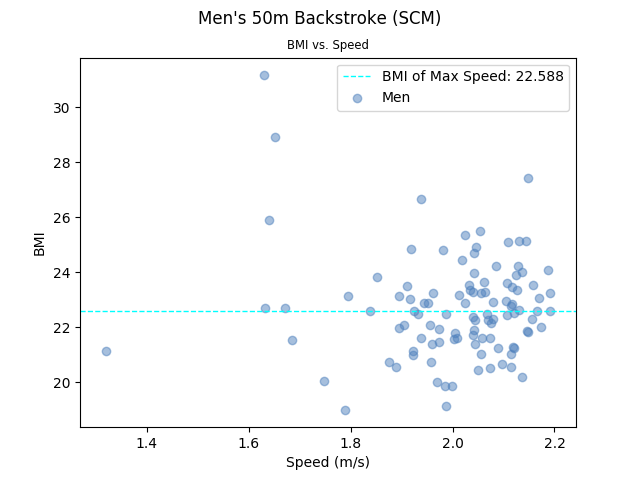 Men's 50m Backstroke (SCM)
BMI vs. Speed
BMI of Max Speed: 22.588
Men
30
28
26
24
22
20
BMI
1.4 1.6 1.8 2.0 2.2
Speed (m/s)